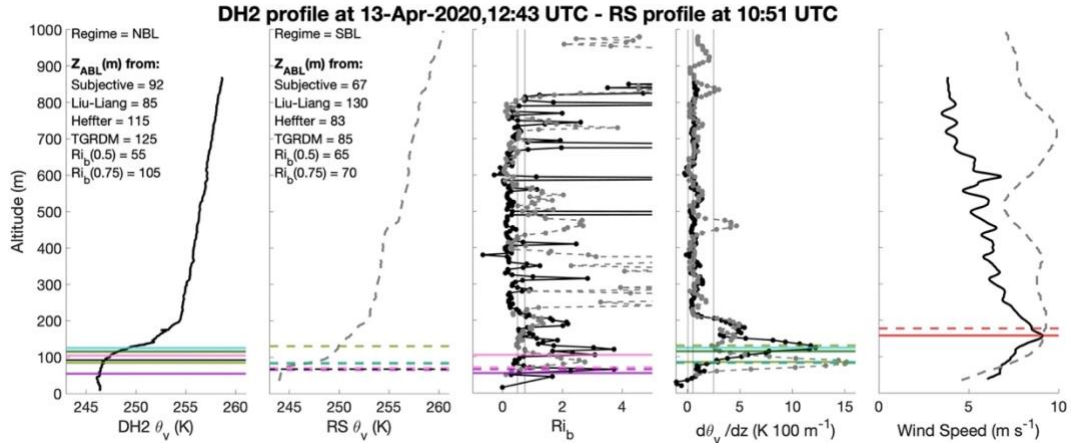 DH2 profile at 13-Apr-2020,12:43 UTC - RS profile at 10:51 UTC
Altitude (m)
1000
900
800
700
600
500
400
300
200
100
0
Regime = NBL
Z_ABL(m) from:
Subjective = 92
Liu-Liang = 85
Heffter = 115
TGRDM = 125
Ri_b(0.5) = 55
Ri_b(0.75) = 105
245 250 255 260
DH2 θ_v (K)
Regime = SBL
Z_ABL(m) from:
Subjective = 67
Liu-Liang = 130
Heffter = 83
TGRDM = 85
Ri_b(0.5) = 65
Ri_b(0.75) = 70
245 250 255 260
RS θ_v (K)
0 2 4
Ri_b
0 5 10 15
dθ_v /dz (K 100 m⁻¹)
0 5 10
Wind Speed (m s⁻¹)